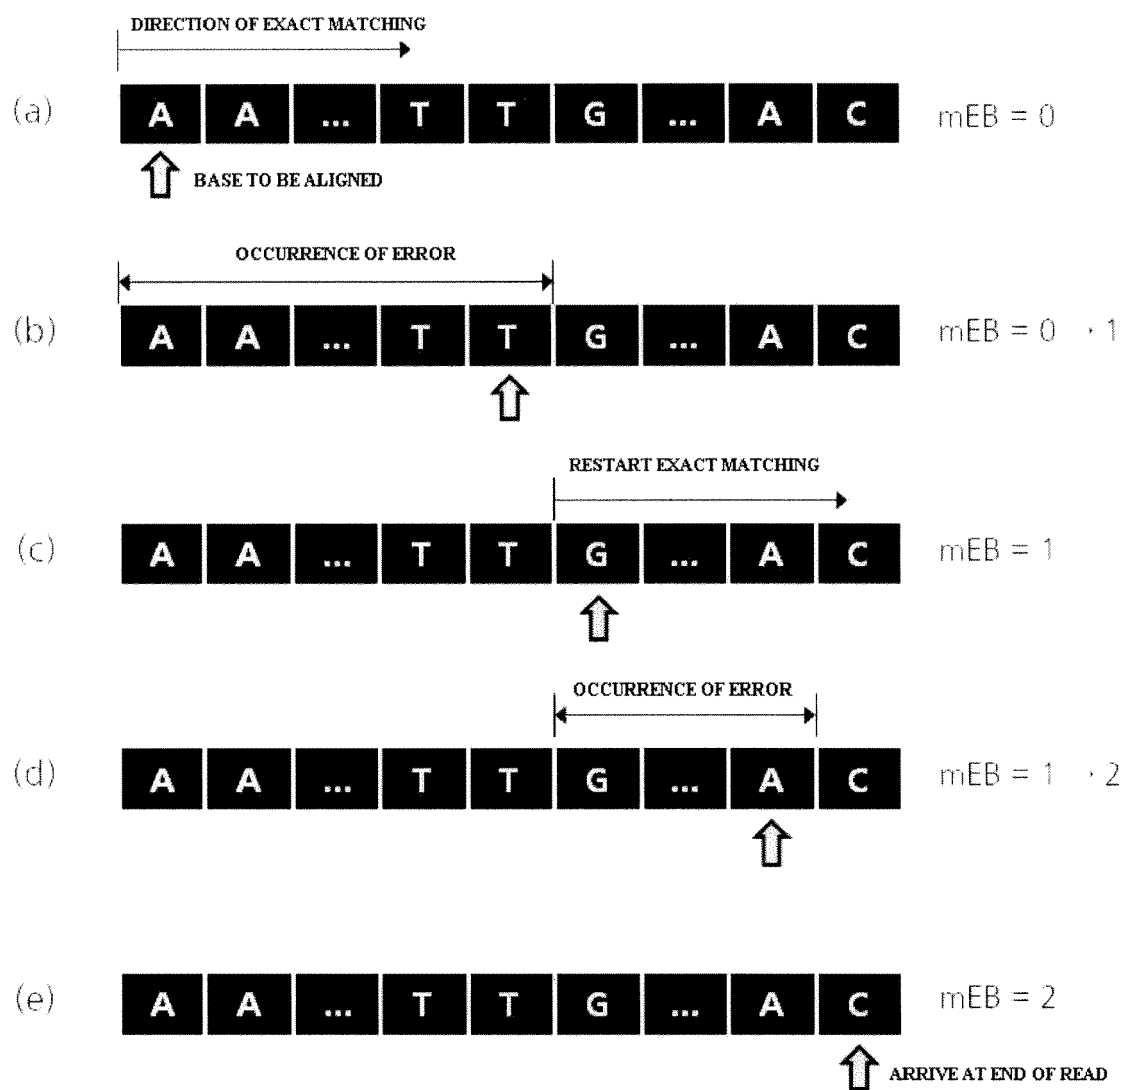 DIRECTION OF EXACT MATCHING
(a) A A ... T T G ... A C mEB = 0
BASE TO BE ALIGNED
OCCURRENCE OF ERROR
(b) A A ... T T G ... A C mEB = 0 → 1
RESTART EXACT MATCHING
(c) A A ... T T G ... A C mEB = 1
OCCURRENCE OF ERROR
(d) A A ... T T G ... A C mEB = 1 → 2
(e) A A ... T T G ... A C mEB = 2
ARRIVE AT END OF READ